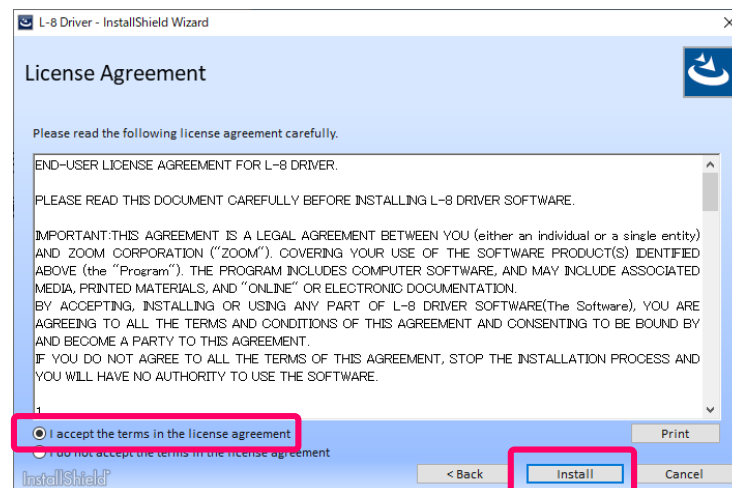 L-8 Driver - InstallShield Wizard
License Agreement
Please read the following license agreement carefully.
END-USER LICENSE AGREEMENT FOR L-8 DRIVER.
PLEASE READ THIS DOCUMENT CAREFULLY BEFORE INSTALLING L-8 DRIVER SOFTWARE.
IMPORTANT:THIS AGREEMENT IS A LEGAL AGREEMENT BETWEEN YOU (either an individual or a single entity)
AND ZOOM CORPORATION ("ZOOM"). COVERING YOUR USE OF THE SOFTWARE PRODUCT(S) IDENTIFIED
ABOVE (the "Program"). THE PROGRAM INCLUDES COMPUTER SOFTWARE, AND MAY INCLUDE ASSOCIATED
MEDIA, PRINTED MATERIALS, AND "ONLINE" OR ELECTRONIC DOCUMENTATION.
BY ACCEPTING, INSTALLING OR USING ANY PART OF L-8 DRIVER SOFTWARE(The Software), YOU ARE
AGREEING TO ALL THE TERMS AND CONDITIONS OF THIS AGREEMENT AND CONSENTING TO BE BOUND BY
AND BECOME A PARTY TO THIS AGREEMENT.
IF YOU DO NOT AGREE TO ALL THE TERMS OF THIS AGREEMENT, STOP THE INSTALLATION PROCESS AND
YOU WILL HAVE NO AUTHORITY TO USE THE SOFTWARE.
1
I accept the terms in the license agreement
Print
I do not accept the terms in the license agreement
InstallShield
< Back
Install
Cancel